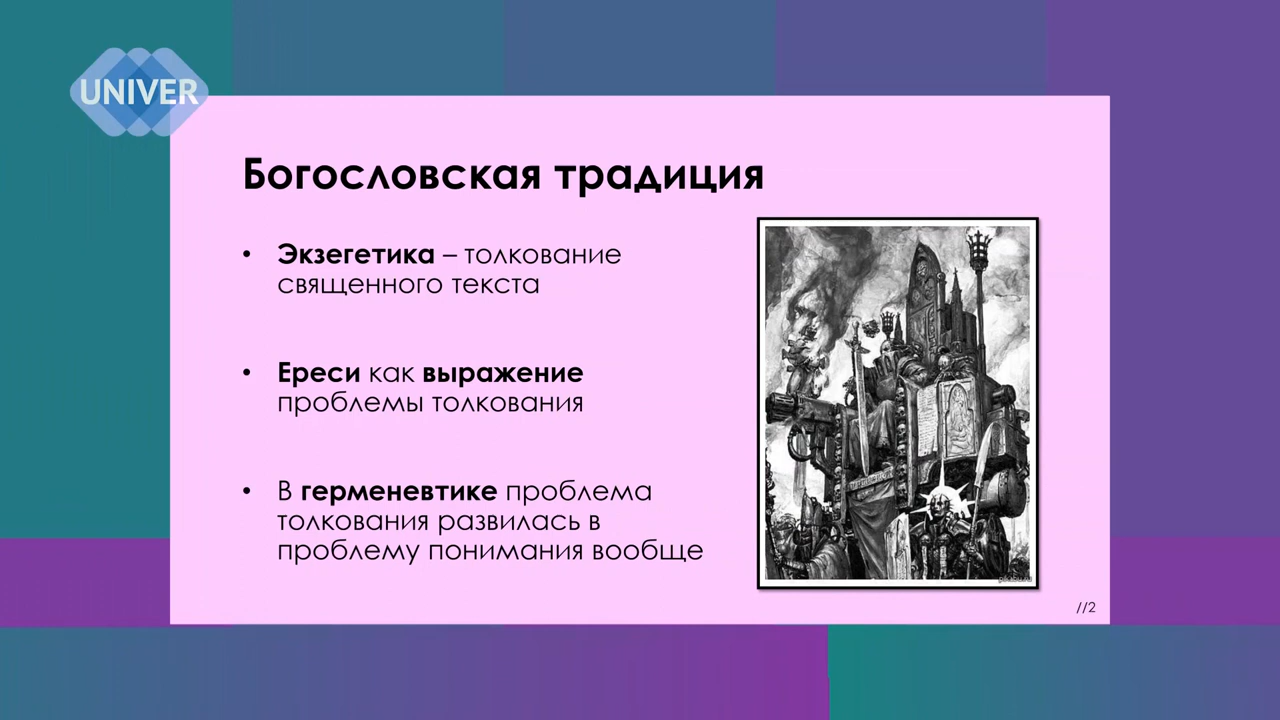 UNIVER
Богословская традиция
• Экзегетика – толкование
священного текста
• Ереси как выражение
проблемы толкования
• В герменевтике проблема
толкования развилась в
проблему понимания вообще
//2